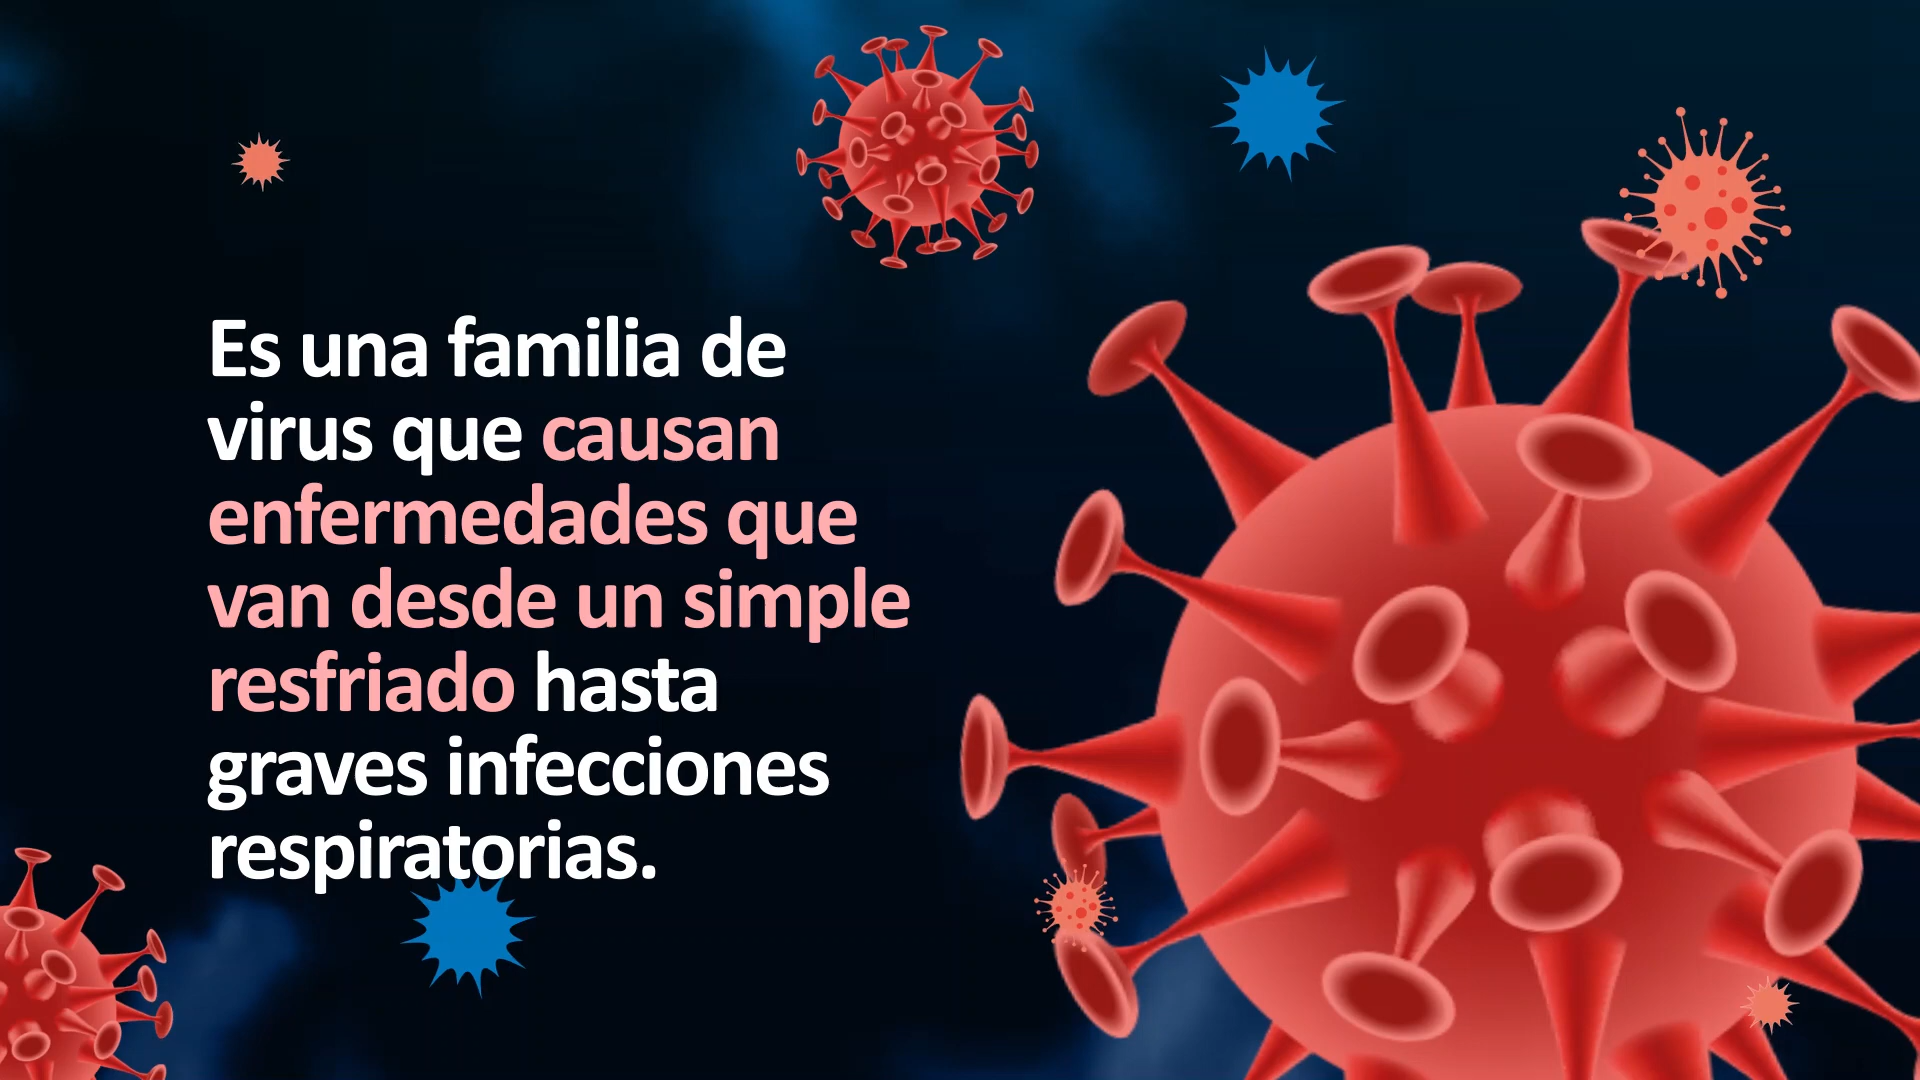 Es una familia de
virus que causan
enfermedades que
van desde un simple
resfriado hasta
graves infecciones
respiratorias.